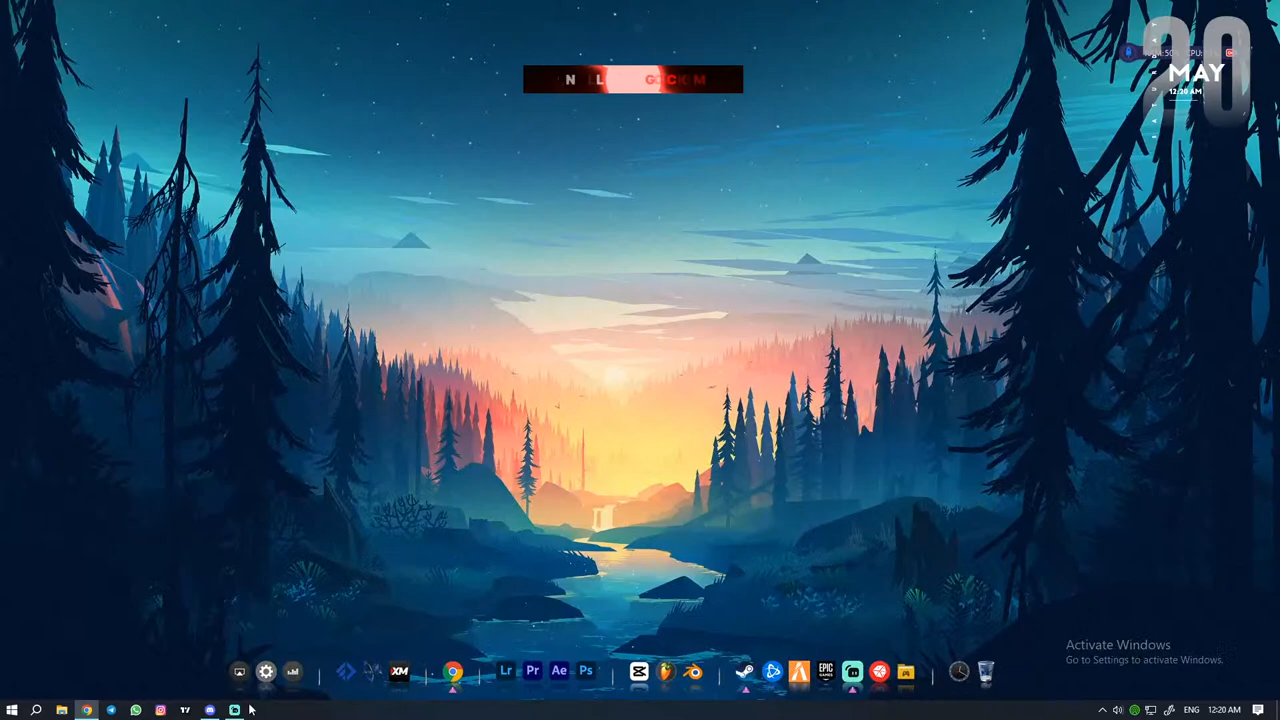 20
MAY
12:20 AM
XM
Lr
Pr
Ae
Ps
EPIC
GAMES
Activate Windows
Go to Settings to activate Windows.
ENG
12:20 AM